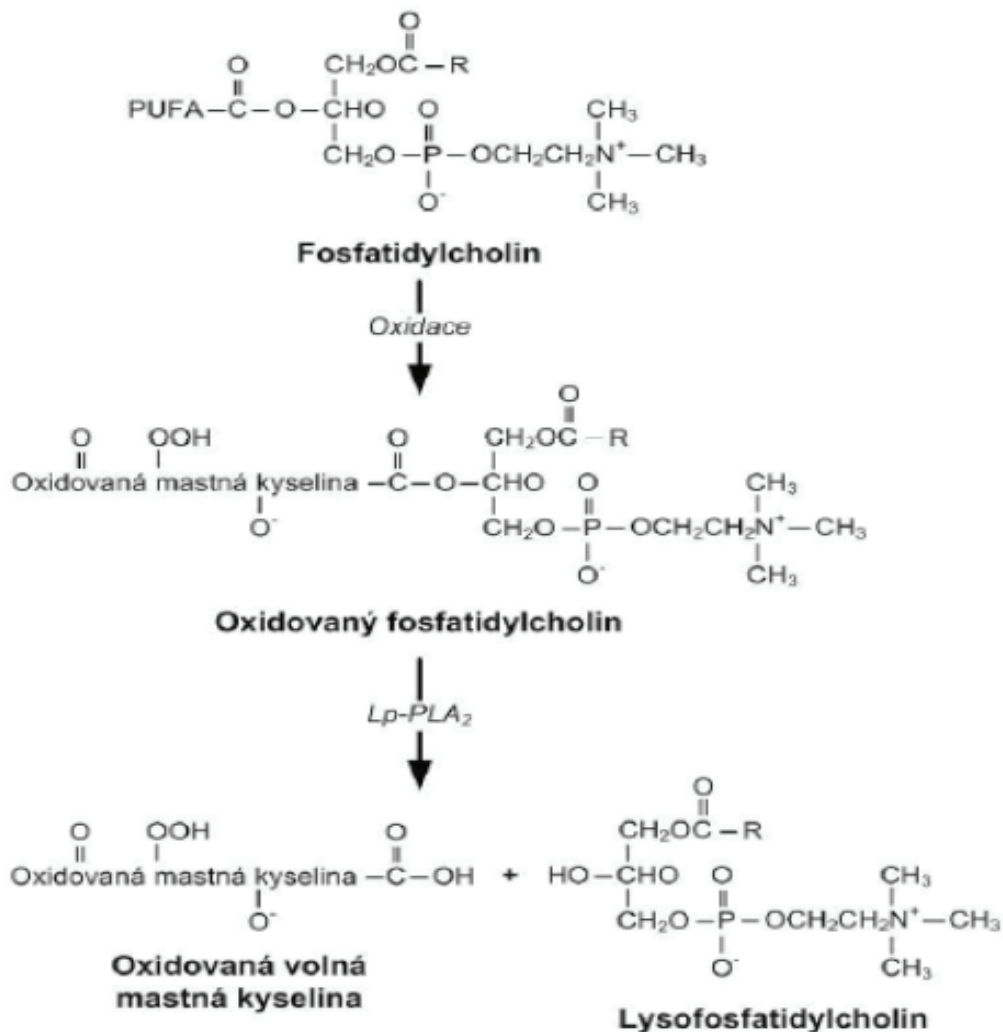 O
CH₂OC–R
O
PUFA–C–O–CHO O CH₃
CH₂O–P–OCH₂CH₂N⁺–CH₃
O⁻ CH₃
Fosfatidylcholin
Oxidace
O
O OOH O CH₂OC–R
Oxidovaná mastná kyselina –C–O–CHO O CH₃
O⁻ CH₂O–P–OCH₂CH₂N⁺–CH₃
O⁻ CH₃
Oxidovaný fosfatidylcholin
Lp-PLA₂
O
O OOH O CH₂OC–R
Oxidovaná mastná kyselina –C–OH + HO–CHO O CH₃
O⁻ CH₂O–P–OCH₂CH₂N⁺–CH₃
O⁻ CH₃
Oxidovaná volná
mastná kyselina
Lysofosfatidylcholin